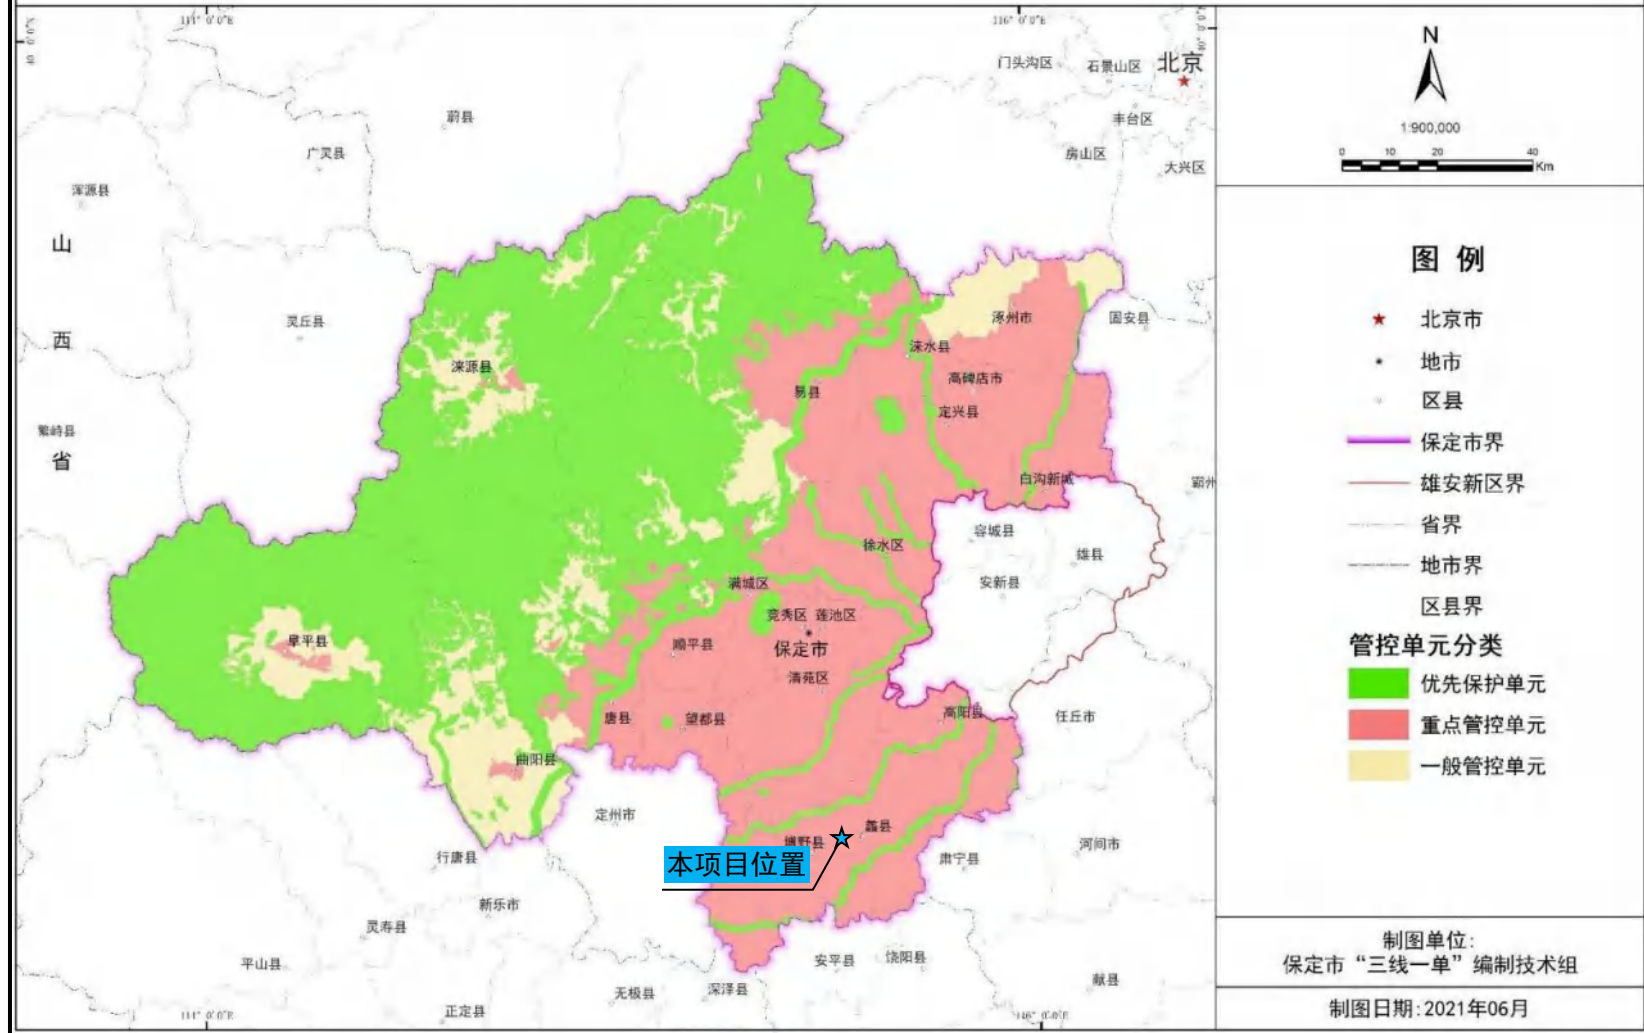 111° 0′0″E
116° 0′0″E
北京
门头沟区
石景山区
丰台区
房山区
大兴区
蔚县
广灵县
浑源县
山
西
省
灵丘县
繁峙县
涞源县
涿州市
固安县
涞水县
高碑店市
易县
定兴县
白沟新城
霸州
容城县
雄县
安新县
徐水区
满城区
竞秀区
莲池区
保定市
顺平县
清苑区
阜平县
唐县
望都县
高阳县
任丘市
曲阳县
定州市
博野县
蠡县
本项目位置
行唐县
肃宁县
河间市
新乐市
灵寿县
平山县
安平县
饶阳县
献县
无极县
深泽县
正定县
111° 0′0″E
N
1:900,000
0 10 20 40
Km
图 例
北京市
地市
区县
保定市界
雄安新区界
省界
地市界
区县界
管控单元分类
优先保护单元
重点管控单元
一般管控单元
制图单位:
保定市“三线一单”编制技术组
制图日期:2021年06月